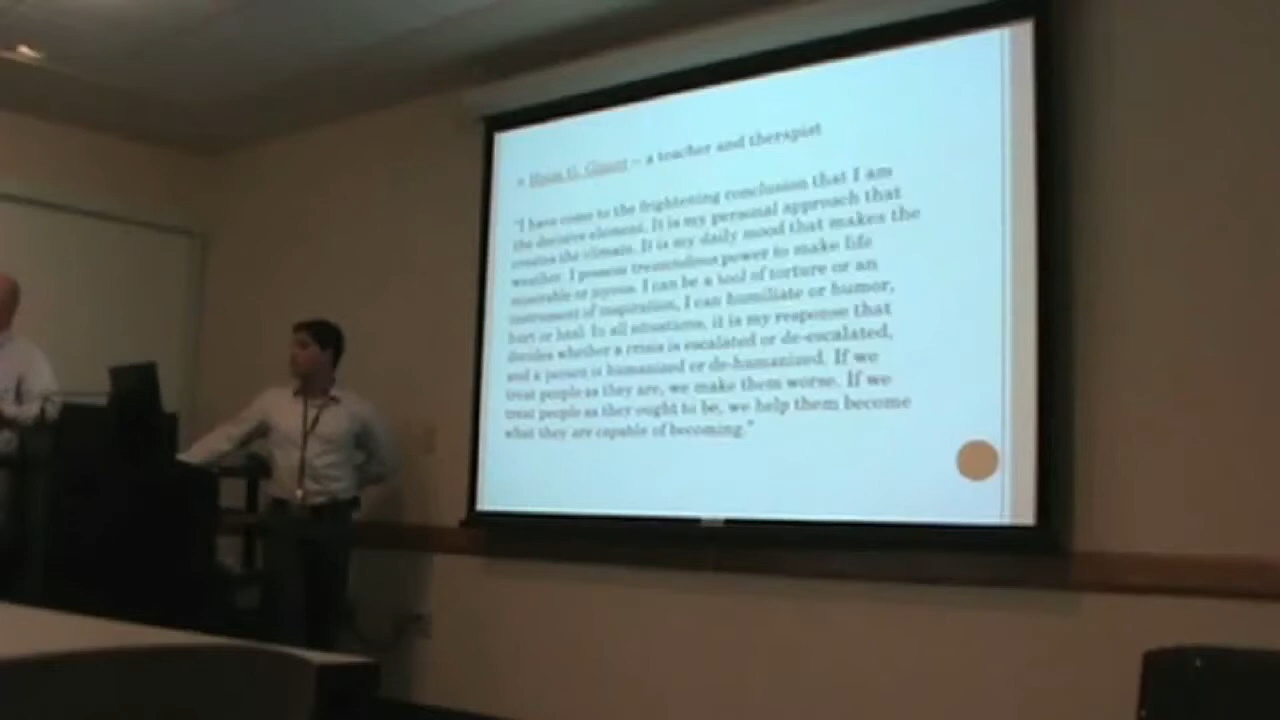 Haim G. Ginott – a teacher and therapist
"I have come to the frightening conclusion that I am
the decisive element. It is my personal approach that
creates the climate. It is my daily mood that makes the
weather. I possess tremendous power to make life
miserable or joyous. I can be a tool of torture or an
instrument of inspiration, I can humiliate or humor,
hurt or heal. In all situations, it is my response that
decides whether a crisis is escalated or de-escalated,
and a person is humanized or de-humanized. If we
treat people as they are, we make them worse. If we
treat people as they ought to be, we help them become
what they are capable of becoming."